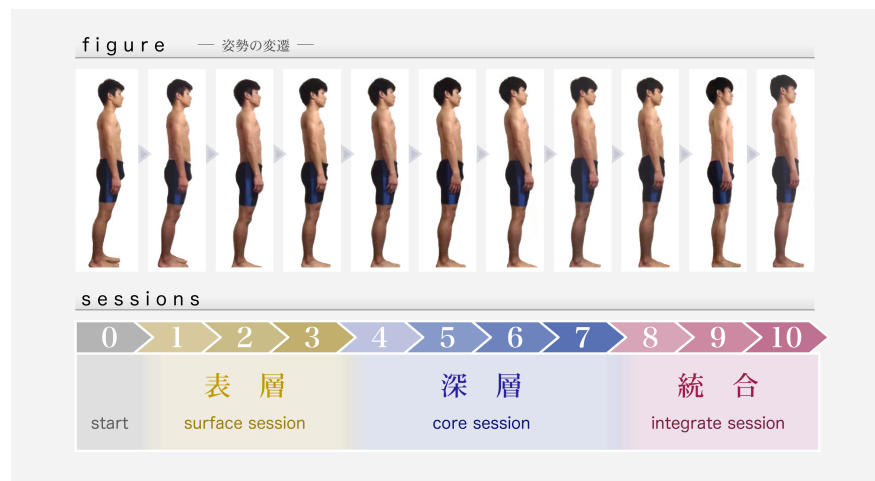 figure — 姿勢の変遷 —
sessions
0 1 2 3 4 5 6 7 8 9 10
表 層 深 層 統 合
start surface session core session integrate session